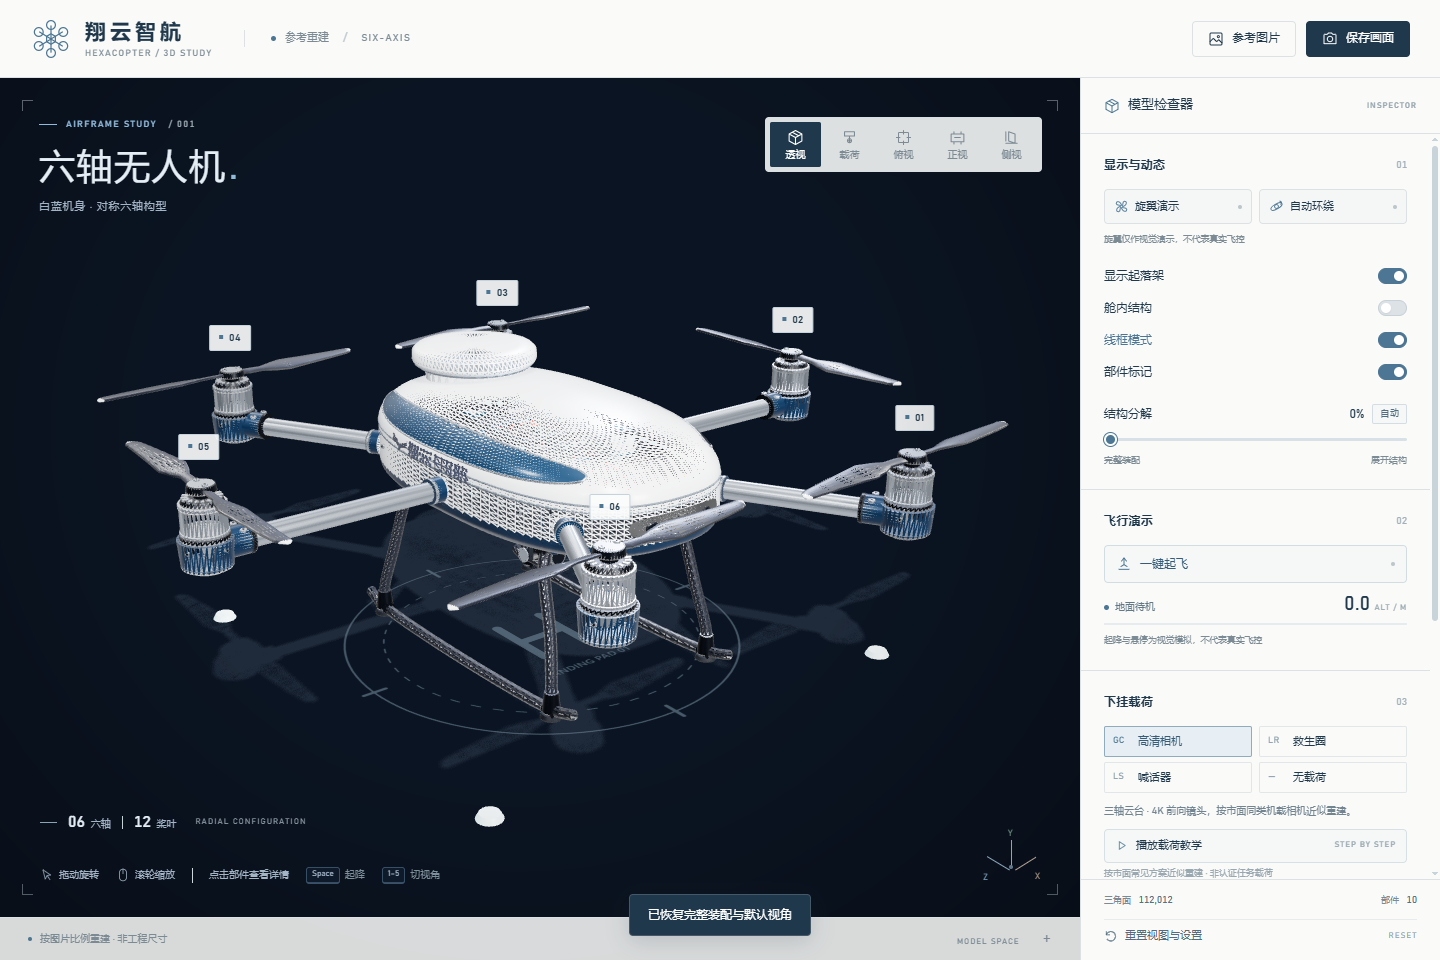 翔云智航
HEXACOPTER / 3D STUDY
参考重建 / SIX-AXIS
参考图片
保存画面
AIRFRAME STUDY / 001
六轴无人机.
白蓝机身 · 对称六轴构型
透视
载荷
俯视
正视
侧视
03
02
04
01
05
06
06 六轴 | 12 桨叶 RADIAL CONFIGURATION
拖动旋转
滚轮缩放
点击部件查看详情
Space 起降
1-5 切视角
Y
Z
X
已恢复完整装配与默认视角
按图片比例重建 · 非工程尺寸
MODEL SPACE +
模型检查器 INSPECTOR
显示与动态 01
旋翼演示
自动环绕
旋翼仅作视觉演示，不代表真实飞控
显示起落架
舱内结构
线框模式
部件标记
结构分解 0% 自动
完整装配 展开结构
飞行演示 02
一键起飞
地面待机 0.0 ALT / M
起降与悬停为视觉模拟，不代表真实飞控
下挂载荷 03
GC 高清相机
LR 救生圈
LS 喊话器
— 无载荷
三轴云台 · 4K 前向镜头，按市面同类机载相机近似重建。
播放载荷教学 STEP BY STEP
按市面常见方案近似重建 · 非认证任务载荷
三角面 112,012 部件 10
重置视图与设置 RESET